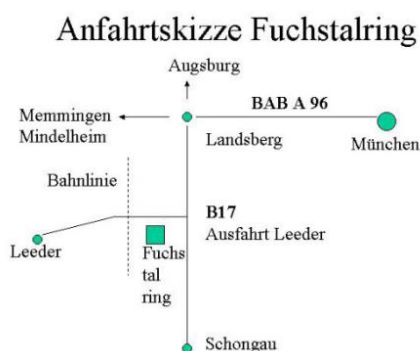 Anfahrtskizze Fuchstalring
Augsburg
BAB A 96
Memmingen
Mindelheim
Landsberg
München
Bahnlinie
B17
Ausfahrt Leeder
Leeder
Fuchs
tal
ring
Schongau